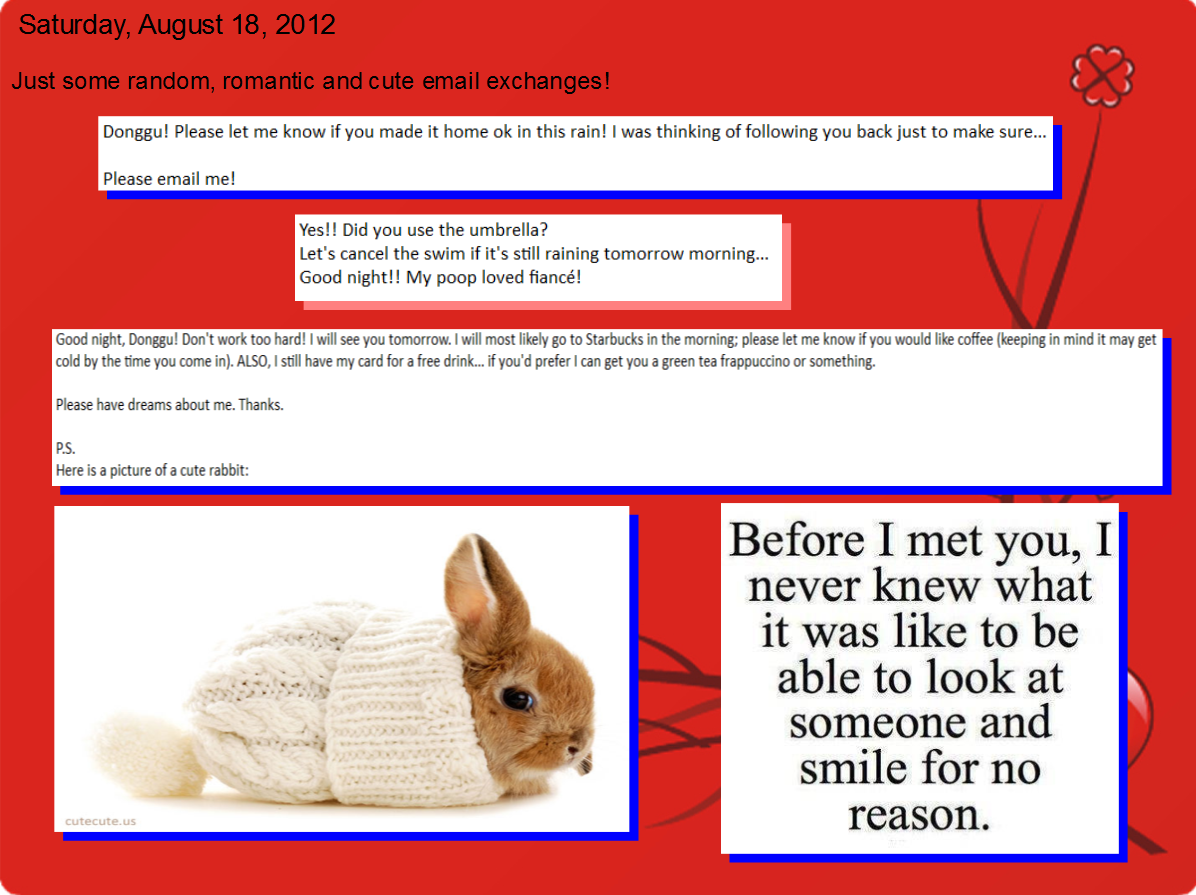 Saturday, August 18, 2012
Just some random, romantic and cute email exchanges!
Donggu! Please let me know if you made it home ok in this rain! I was thinking of following you back just to make sure...
Please email me!
Yes!! Did you use the umbrella?
Let's cancel the swim if it's still raining tomorrow morning...
Good night!! My poop loved fiancé!
Good night, Donggu! Don't work too hard! I will see you tomorrow. I will most likely go to Starbucks in the morning; please let me know if you would like coffee (keeping in mind it may get
cold by the time you come in). ALSO, I still have my card for a free drink... if you'd prefer I can get you a green tea frappuccino or something.
Please have dreams about me. Thanks.
P.S.
Here is a picture of a cute rabbit:
cutecute.us
Before I met you, I
never knew what
it was like to be
able to look at
someone and
smile for no
reason.